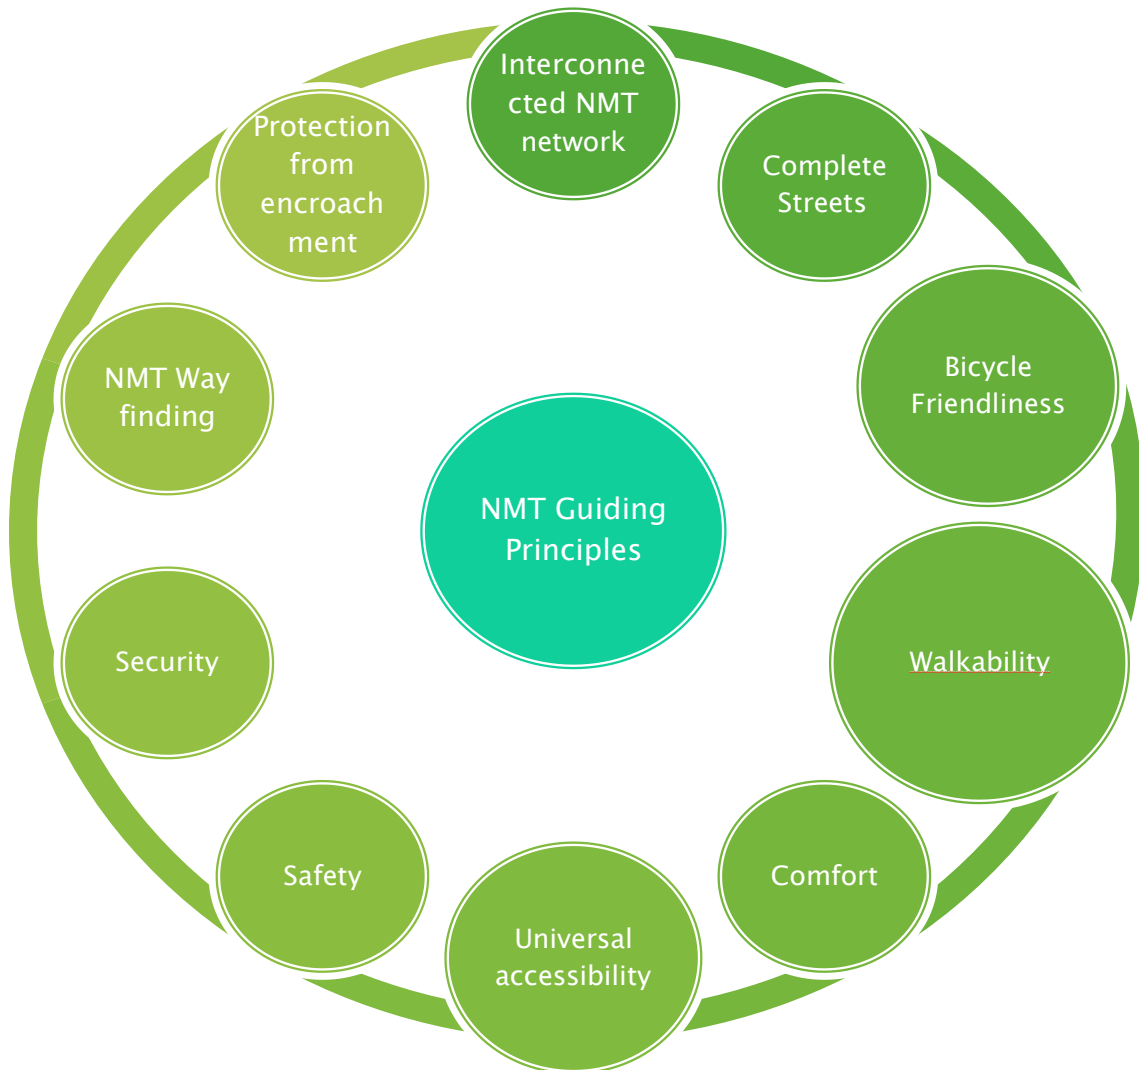 Interconne
cted NMT
network
Complete
Streets
Bicycle
Friendliness
Walkability
Comfort
Universal
accessibility
Safety
Security
NMT Way
finding
Protection
from
encroach
ment
NMT Guiding
Principles